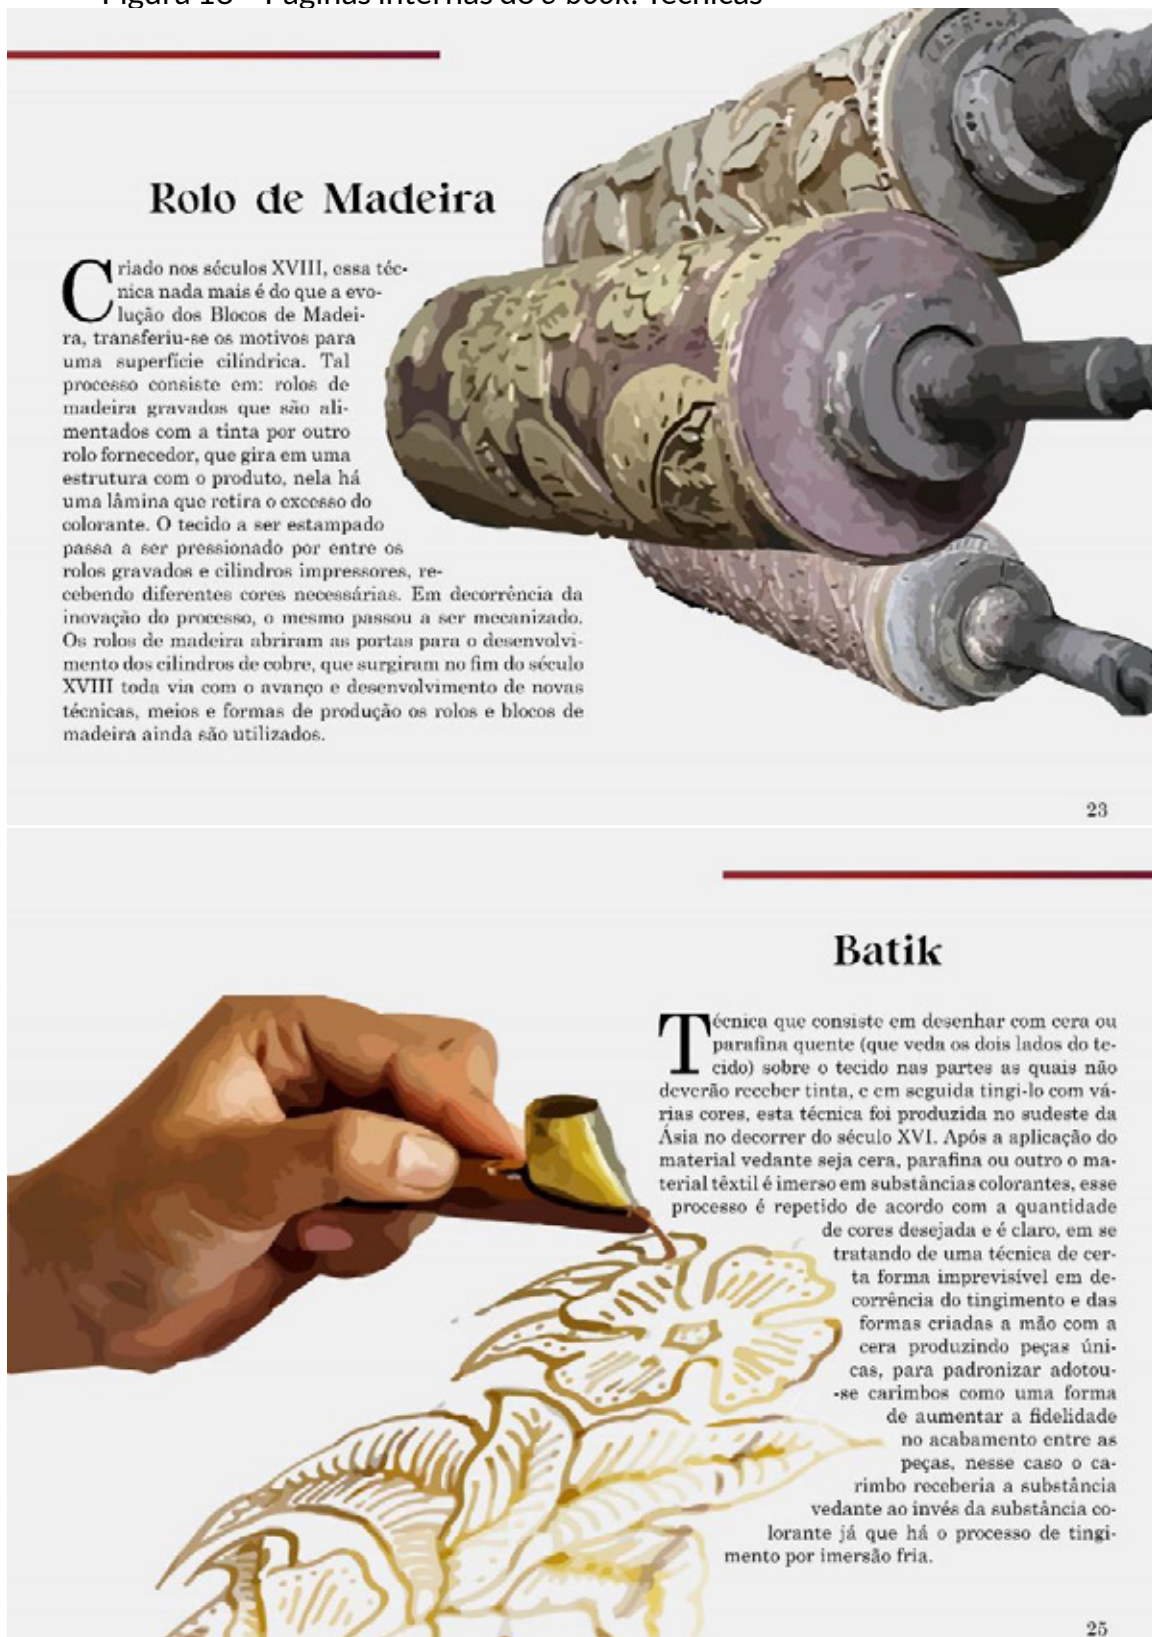 Figura 18 – Páginas internas do e-book: Técnicas
Rolo de Madeira
Criado nos séculos XVIII, essa téc-
nica nada mais é do que a evo-
lução dos Blocos de Madei-
ra, transferiu-se os motivos para
uma superfície cilíndrica. Tal
processo consiste em: rolos de
madeira gravados que são ali-
mentados com a tinta por outro
rolo fornecedor, que gira em uma
estrutura com o produto, nela há
uma lâmina que retira o excesso do
colorante. O tecido a ser estampado
passa a ser pressionado por entre os
rolos gravados e cilindros impressores, re-
cebendo diferentes cores necessárias. Em decorrência da
inovação do processo, o mesmo passou a ser mecanizado.
Os rolos de madeira abriram as portas para o desenvolvi-
mento dos cilindros de cobre, que surgiram no fim do século
XVIII toda via com o avanço e desenvolvimento de novas
técnicas, meios e formas de produção os rolos e blocos de
madeira ainda são utilizados.
23
Batik
Técnica que consiste em desenhar com cera ou
parafina quente (que veda os dois lados do te-
cido) sobre o tecido nas partes as quais não
deverão receber tinta, e em seguida tingi-lo com vá-
rias cores, esta técnica foi produzida no sudeste da
Ásia no decorrer do século XVI. Após a aplicação do
material vedante seja cera, parafina ou outro o ma-
terial têxtil é imerso em substâncias colorantes, esse
processo é repetido de acordo com a quantidade
de cores desejada e é claro, em se
tratando de uma técnica de cer-
ta forma imprevisível em de-
corrência do tingimento e das
formas criadas a mão com a
cera produzindo peças úni-
cas, para padronizar adotou-
-se carimbos como uma forma
de aumentar a fidelidade
no acabamento entre as
peças, nesse caso o ca-
rimbo receberia a substância
vedante ao invés da substância co-
lorante já que há o processo de tingi-
mento por imersão fria.
25